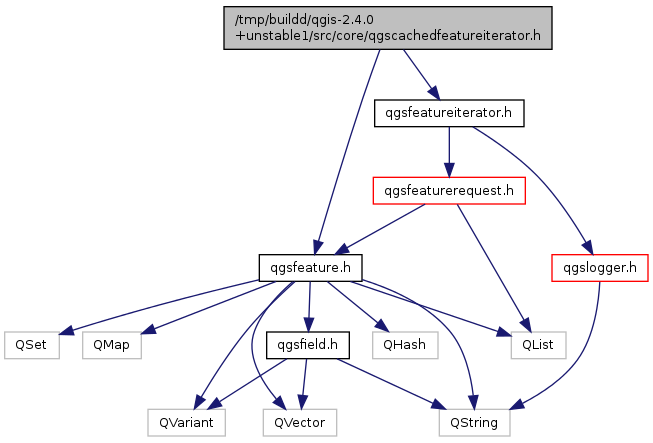 /tmp/buildd/qgis-2.4.0
+unstable1/src/core/qgscachedfeatureiterator.h
qgsfeatureiterator.h
qgsfeaturerequest.h
qgsfeature.h
qgslogger.h
QSet
QMap
qgsfield.h
QHash
QList
QVariant
QVector
QString